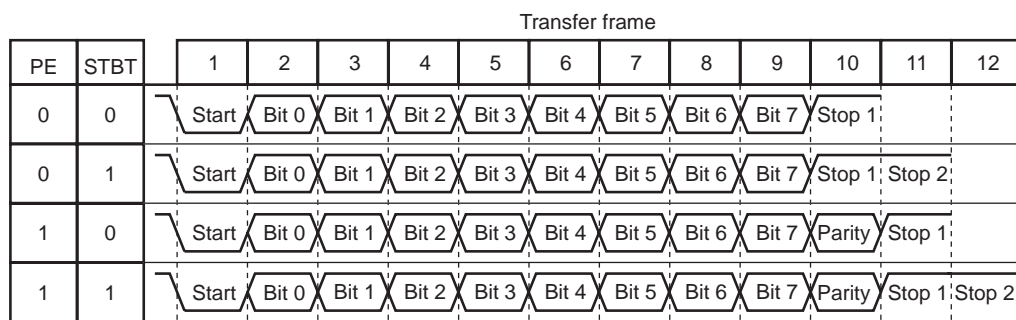 Transfer frame
PE STBT 1 2 3 4 5 6 7 8 9 10 11 12
0 0 Start Bit 0 Bit 1 Bit 2 Bit 3 Bit 4 Bit 5 Bit 6 Bit 7 Stop 1
0 1 Start Bit 0 Bit 1 Bit 2 Bit 3 Bit 4 Bit 5 Bit 6 Bit 7 Stop 1 Stop 2
1 0 Start Bit 0 Bit 1 Bit 2 Bit 3 Bit 4 Bit 5 Bit 6 Bit 7 Parity Stop 1
1 1 Start Bit 0 Bit 1 Bit 2 Bit 3 Bit 4 Bit 5 Bit 6 Bit 7 Parity Stop 1 Stop 2